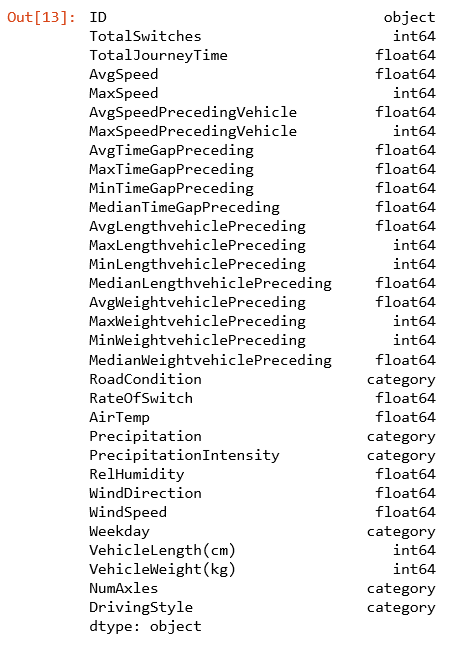 Out[13]: ID object
TotalSwitches int64
TotalJourneyTime float64
AvgSpeed float64
MaxSpeed int64
AvgSpeedPrecedingVehicle float64
MaxSpeedPrecedingVehicle int64
AvgTimeGapPreceding float64
MaxTimeGapPreceding float64
MinTimeGapPreceding float64
MedianTimeGapPreceding float64
AvgLengthvehiclePreceding float64
MaxLengthvehiclePreceding int64
MinLengthvehiclePreceding int64
MedianLengthvehiclePreceding float64
AvgWeightvehiclePreceding float64
MaxWeightvehiclePreceding int64
MinWeightvehiclePreceding int64
MedianWeightvehiclePreceding float64
RoadCondition category
RateOfSwitch float64
AirTemp float64
Precipitation category
PrecipitationIntensity category
RelHumidity float64
WindDirection float64
WindSpeed float64
Weekday category
VehicleLength(cm) int64
VehicleWeight(kg) int64
NumAxles category
DrivingStyle category
dtype: object